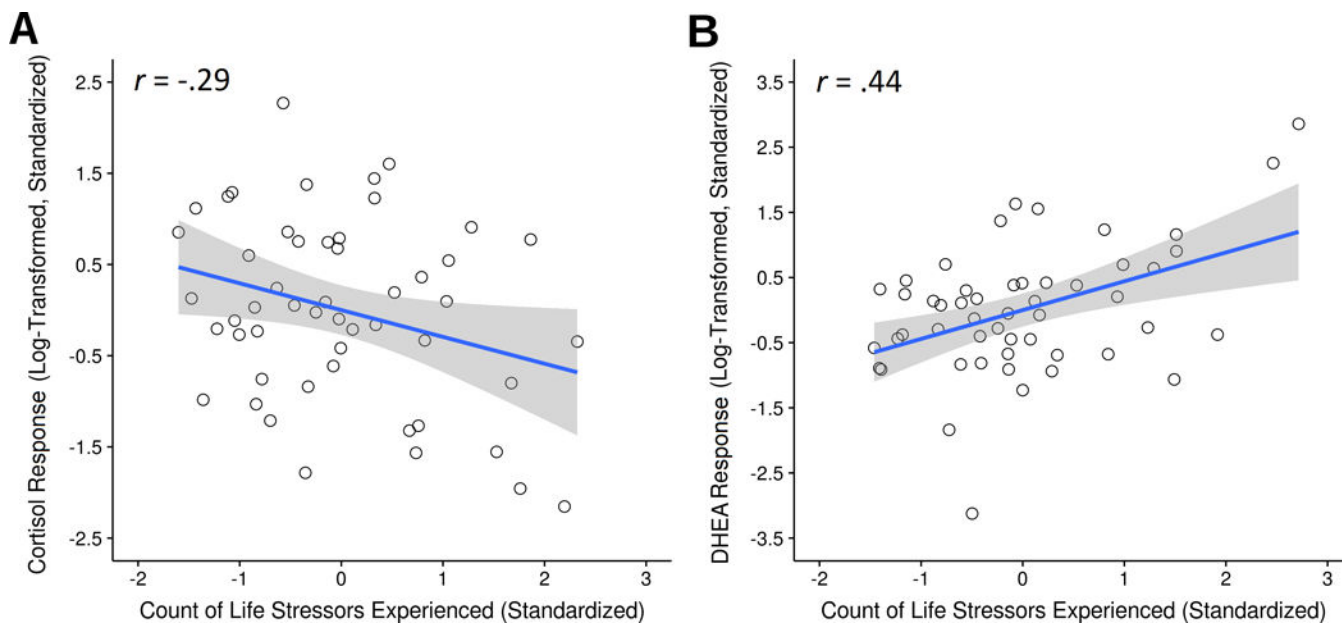 A
r = -.29
Cortisol Response (Log-Transformed, Standardized)
2.5
1.5
0.5
-0.5
-1.5
-2.5
-2 -1 0 1 2 3
Count of Life Stressors Experienced (Standardized)
B
r = .44
DHEA Response (Log-Transformed, Standardized)
3.5
2.5
1.5
0.5
-0.5
-1.5
-2.5
-3.5
-2 -1 0 1 2 3
Count of Life Stressors Experienced (Standardized)